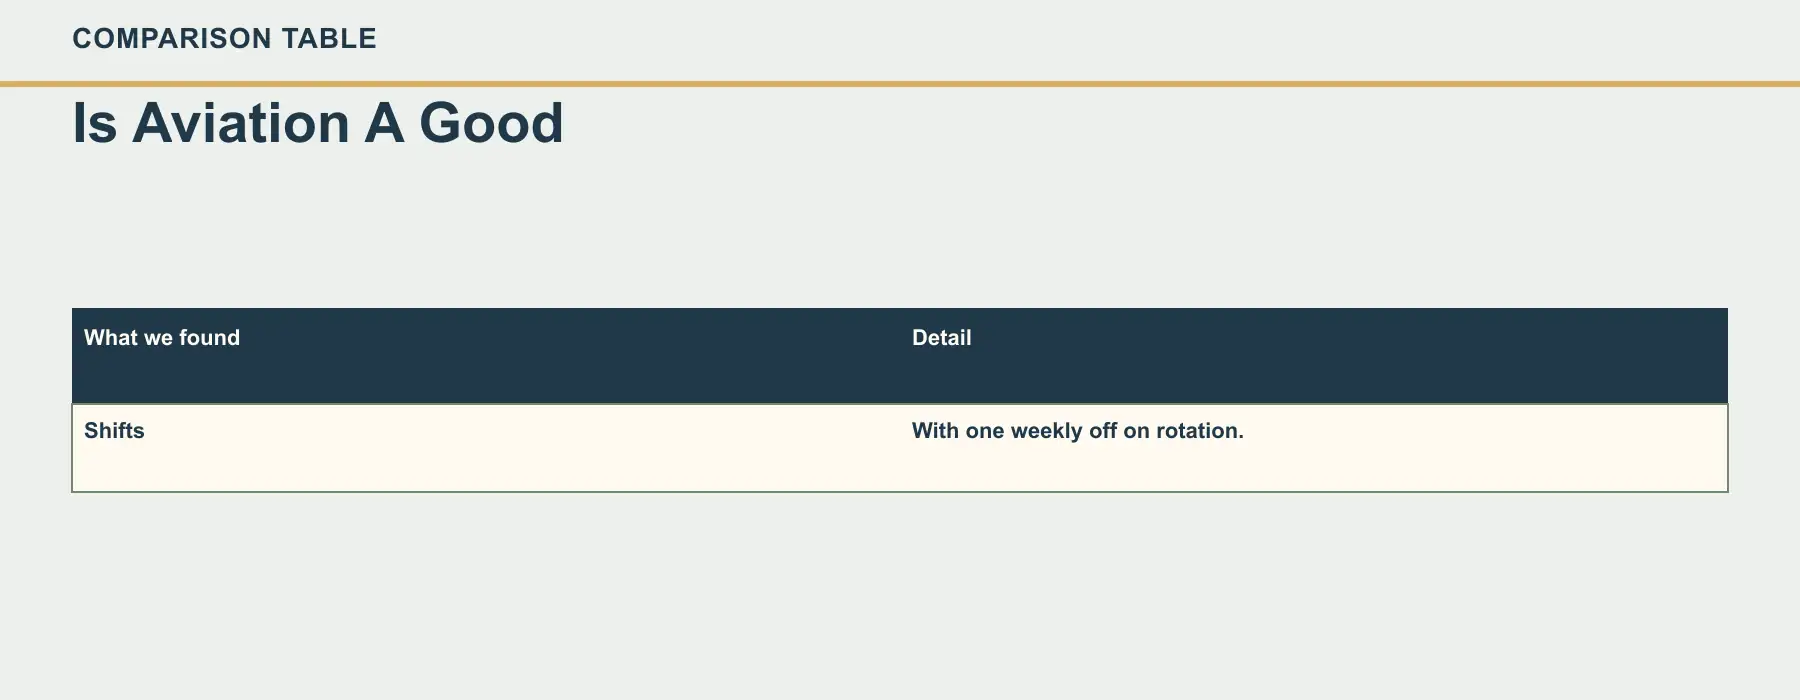 COMPARISON TABLE
Is Aviation A Good
What we found Detail
Shifts With one weekly off on rotation.